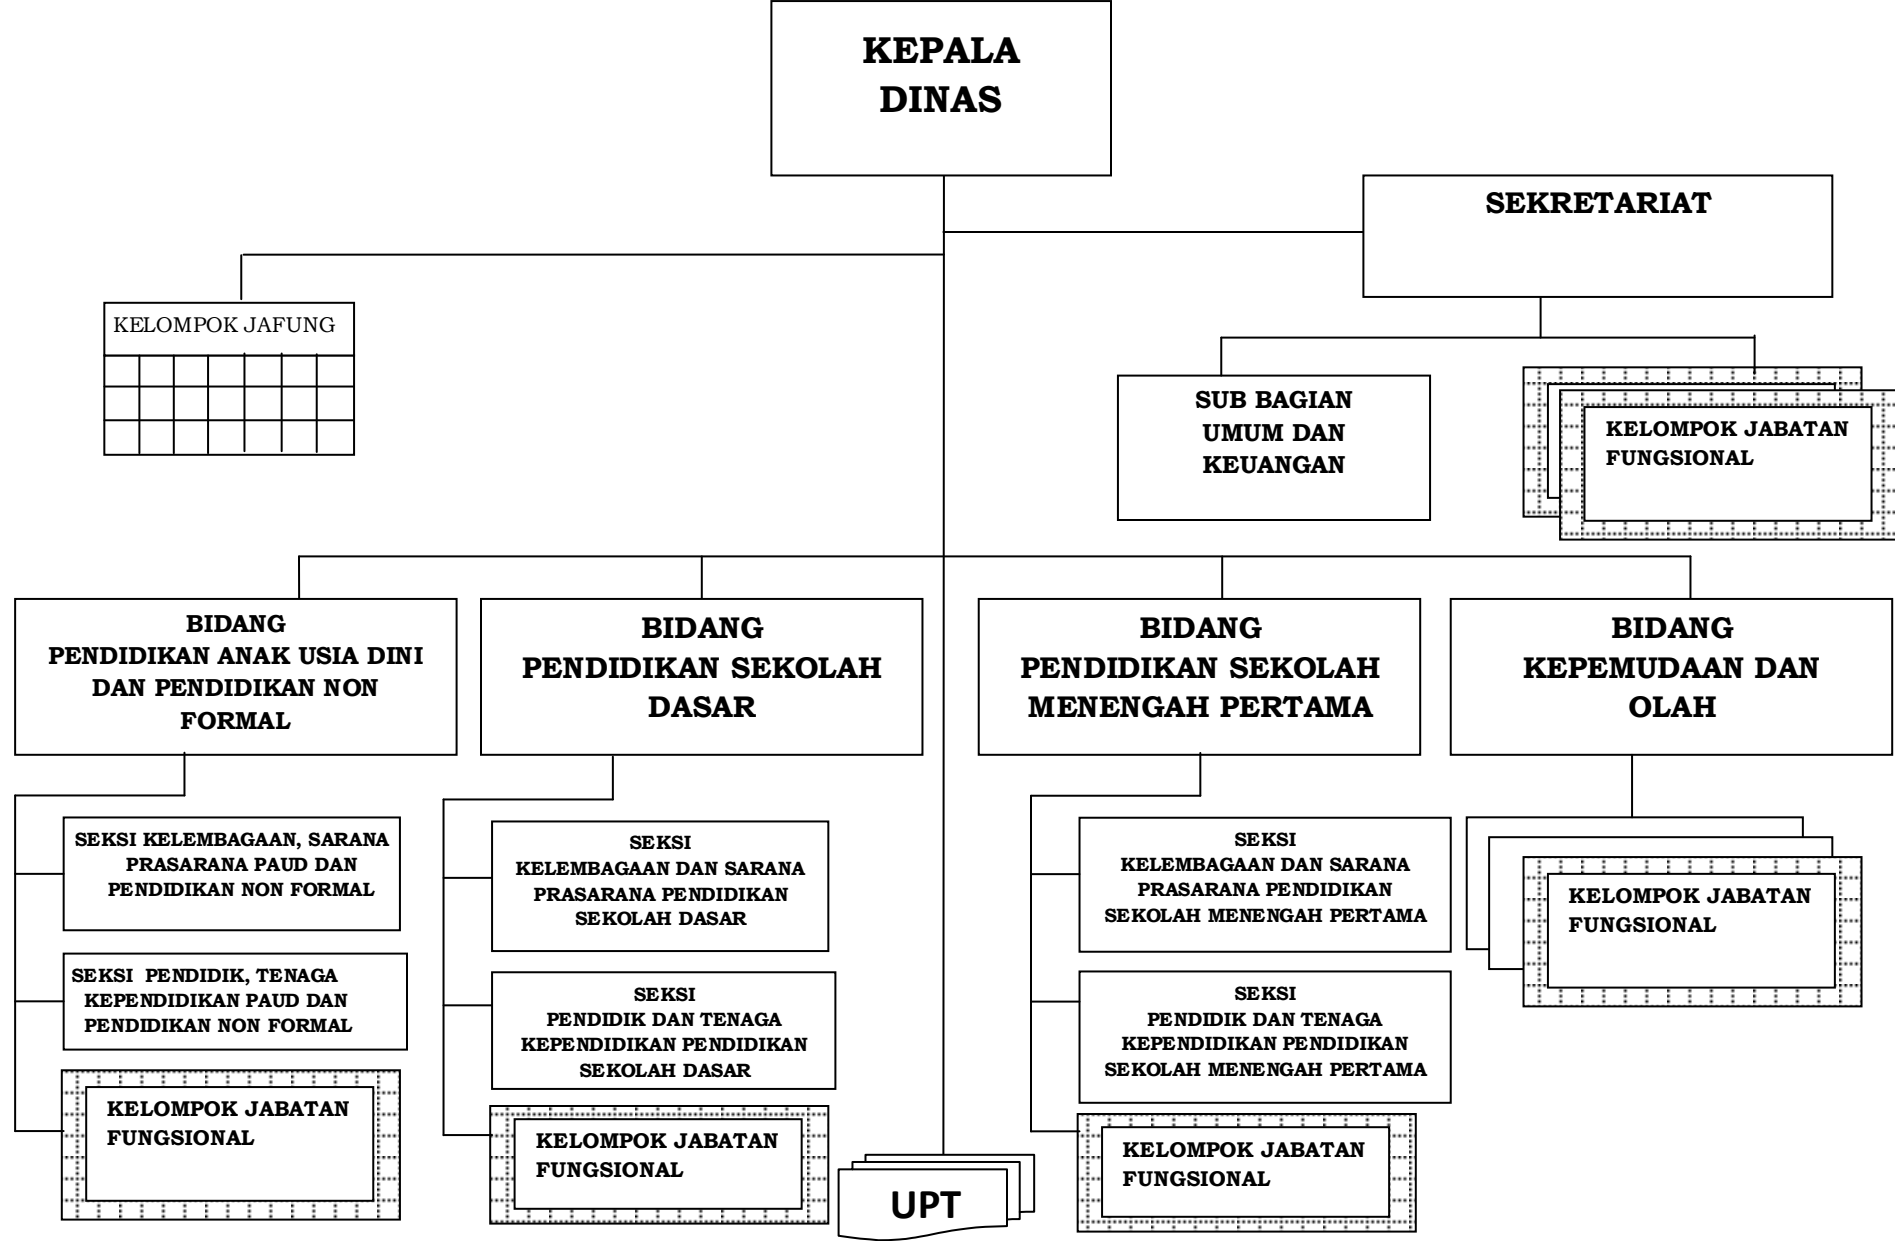 KEPALA
DINAS
SEKRETARIAT
KELOMPOK JAFUNG
SUB BAGIAN
UMUM DAN
KEUANGAN
KELOMPOK JABATAN
FUNGSIONAL
BIDANG
PENDIDIKAN ANAK USIA DINI
DAN PENDIDIKAN NON
FORMAL
BIDANG
PENDIDIKAN SEKOLAH
DASAR
BIDANG
PENDIDIKAN SEKOLAH
MENENGAH PERTAMA
BIDANG
KEPEMUDAAN DAN
OLAH
SEKSI KELEMBAGAAN, SARANA
PRASARANA PAUD DAN
PENDIDIKAN NON FORMAL
SEKSI PENDIDIK, TENAGA
KEPENDIDIKAN PAUD DAN
PENDIDIKAN NON FORMAL
KELOMPOK JABATAN
FUNGSIONAL
SEKSI
KELEMBAGAAN DAN SARANA
PRASARANA PENDIDIKAN
SEKOLAH DASAR
SEKSI
PENDIDIK DAN TENAGA
KEPENDIDIKAN PENDIDIKAN
SEKOLAH DASAR
KELOMPOK JABATAN
FUNGSIONAL
UPT
SEKSI
KELEMBAGAAN DAN SARANA
PRASARANA PENDIDIKAN
SEKOLAH MENENGAH PERTAMA
SEKSI
PENDIDIK DAN TENAGA
KEPENDIDIKAN PENDIDIKAN
SEKOLAH MENENGAH PERTAMA
KELOMPOK JABATAN
FUNGSIONAL
KELOMPOK JABATAN
FUNGSIONAL